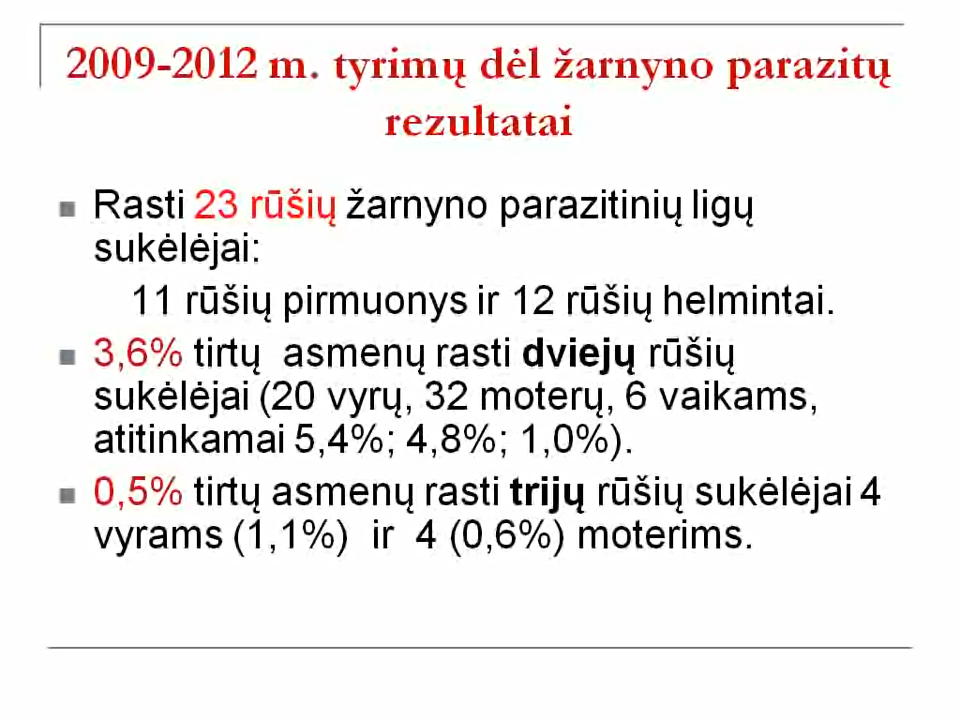 2009-2012 m. tyrimų dėl žarnyno parazitų
rezultatai
Rasti 23 rūšių žarnyno parazitinių ligų
sukėlėjai:
11 rūšių pirmuonys ir 12 rūšių helmintai.
3,6% tirtų asmenų rasti dviejų rūšių
sukėlėjai (20 vyrų, 32 moterų, 6 vaikams,
atitinkamai 5,4%; 4,8%; 1,0%).
0,5% tirtų asmenų rasti trijų rūšių sukėlėjai 4
vyrams (1,1%) ir 4 (0,6%) moterims.